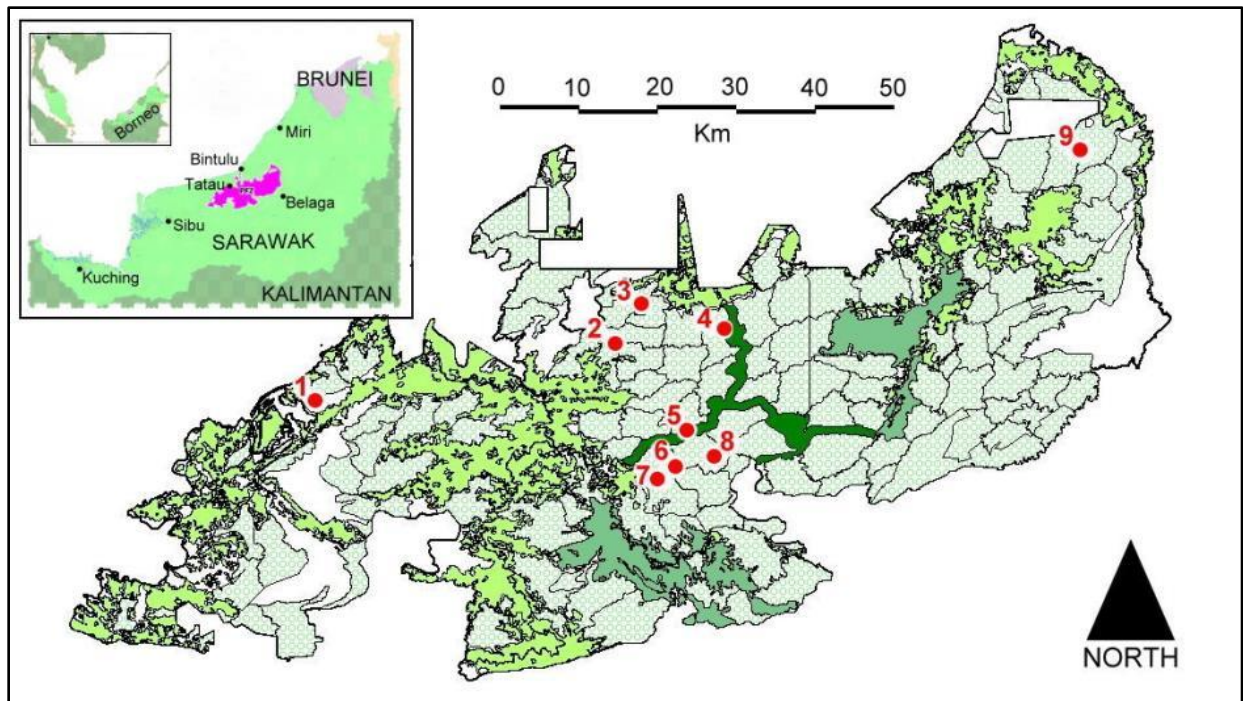 BRUNEI
Borneo
Miri
Bintulu
Tatau
PFZ
Belaga
Sibu
SARAWAK
Kuching
KALIMANTAN
0 10 20 30 40 50
Km
9
3
4
2
1
5
8
6
7
NORTH